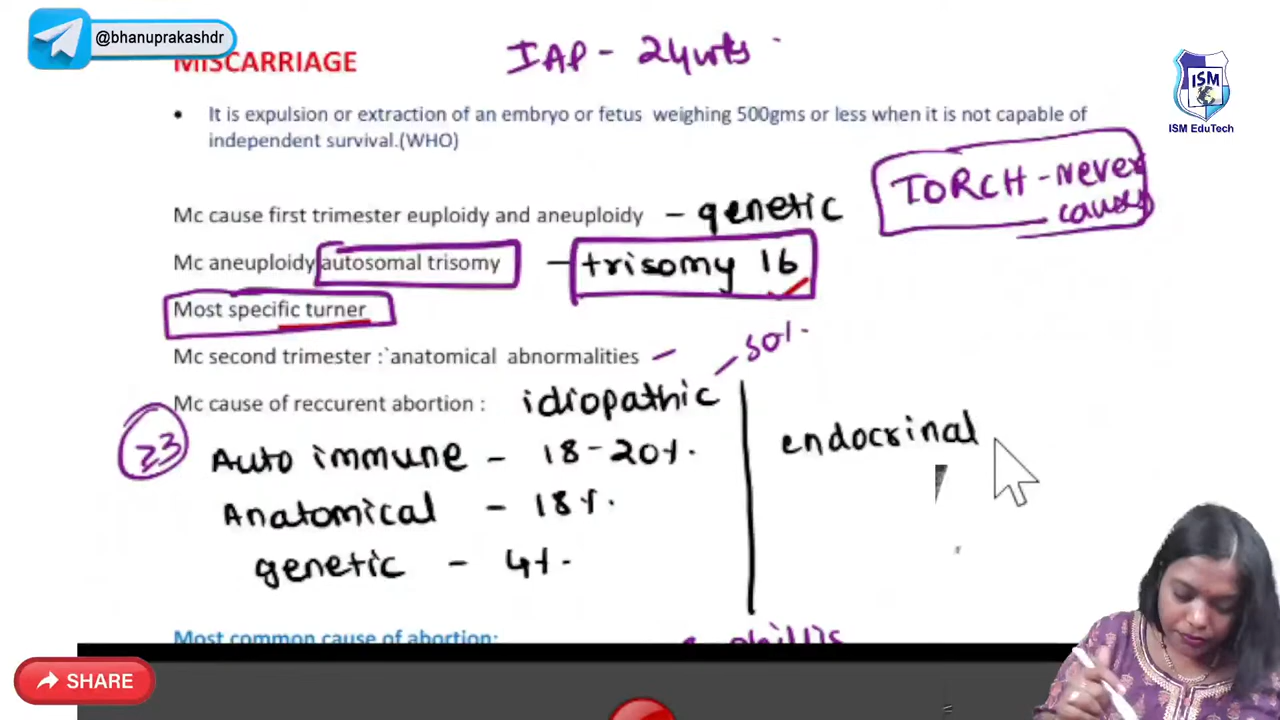 @bhanuprakashdr
MISCARRIAGE
IAP - 24wks
ISM
ISM EduTech
• It is expulsion or extraction of an embryo or fetus weighing 500gms or less when it is not capable of
independent survival.(WHO)
TORCH - Never
causes
Mc cause first trimester euploidy and aneuploidy - genetic
Mc aneuploidy autosomal trisomy - trisomy 16
Most specific turner
Mc second trimester :`anatomical abnormalities
50%
Mc cause of reccurent abortion : idiopathic
≥3
Auto immune - 18-20%.
Anatomical - 18%.
genetic - 4%.
endocrinal
Most common cause of abortion:
SHARE